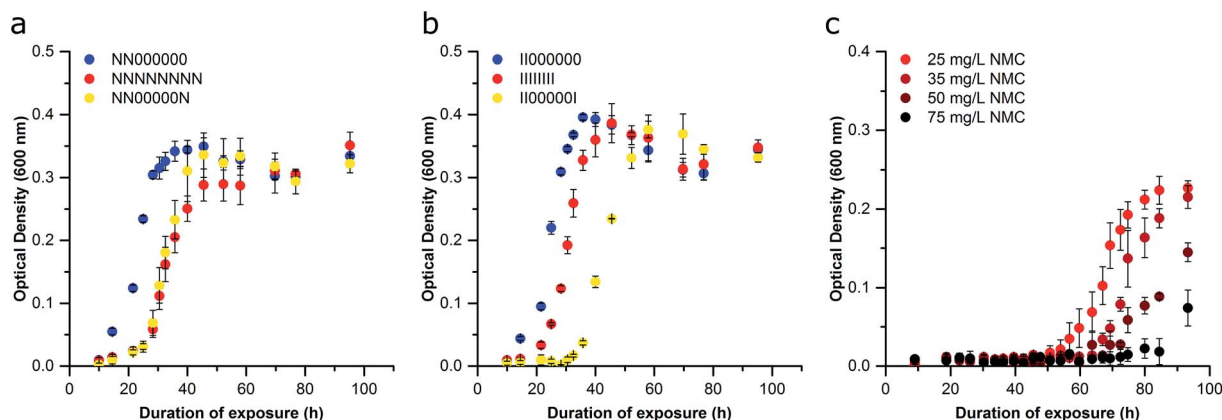 a
NN000000
NNNNNNNN
NN00000N
Optical Density (600 nm)
0.5
0.4
0.3
0.2
0.1
0.0
0 20 40 60 80 100
Duration of exposure (h)
b
II000000
IIIIIIII
II00000I
Optical Density (600 nm)
0.5
0.4
0.3
0.2
0.1
0.0
0 20 40 60 80 100
Duration of exposure (h)
c
25 mg/L NMC
35 mg/L NMC
50 mg/L NMC
75 mg/L NMC
Optical Density (600 nm)
0.4
0.3
0.2
0.1
0.0
0 20 40 60 80 100
Duration of exposure (h)